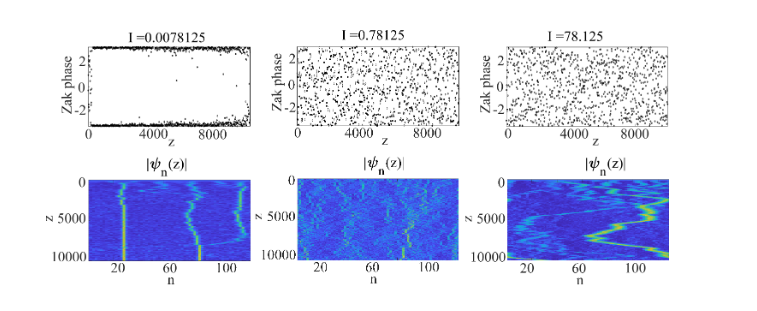 I =0.0078125
I =0.78125
I =78.125
Zak phase
2
0
-2
0
4000
8000
z
Zak phase
2
0
-2
0
4000
8000
z
Zak phase
2
0
-2
0
4000
8000
z
|ψn(z)|
|ψn(z)|
|ψn(z)|
z
0
5000
10000
20
60
100
n
z
0
5000
10000
20
60
100
n
z
0
5000
10000
20
60
100
n